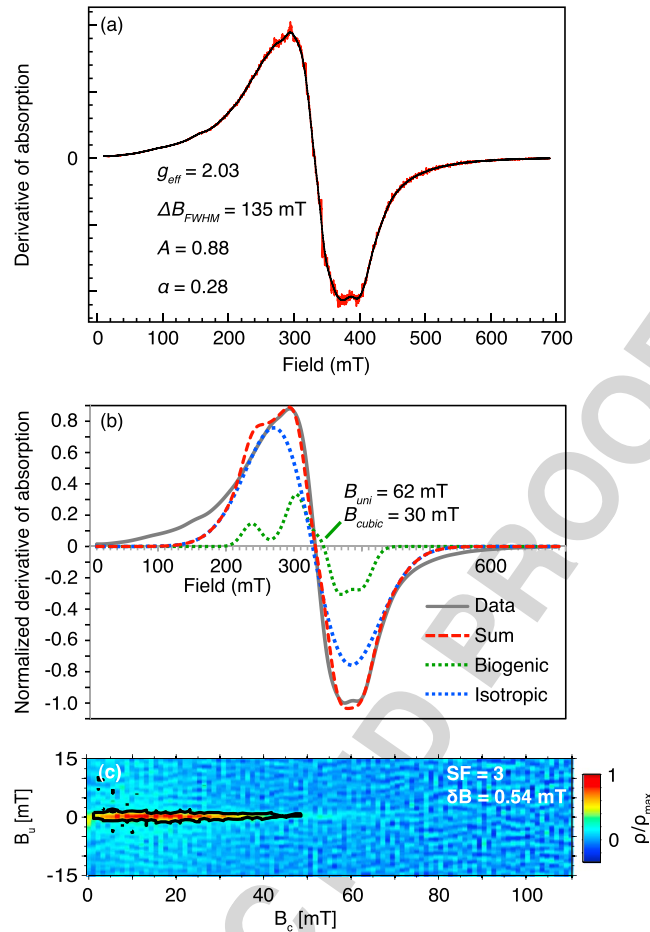 (a)
Derivative of absorption
0
g_eff = 2.03
ΔB_FWHM = 135 mT
A = 0.88
α = 0.28
0 100 200 300 400 500 600 700
Field (mT)
(b)
Normalized derivative of absorption
0.8
0.6
0.4
0.2
0
-0.2
-0.4
-0.6
-0.8
-1.0
B_uni = 62 mT
B_cubic = 30 mT
0 100 200 300 600
Field (mT)
Data
Sum
Biogenic
Isotropic
(c)
SF = 3
δB = 0.54 mT
B_u [mT]
15
0
-15
0 20 40 60 80 100
B_c [mT]
1
0
ρ/ρ_max